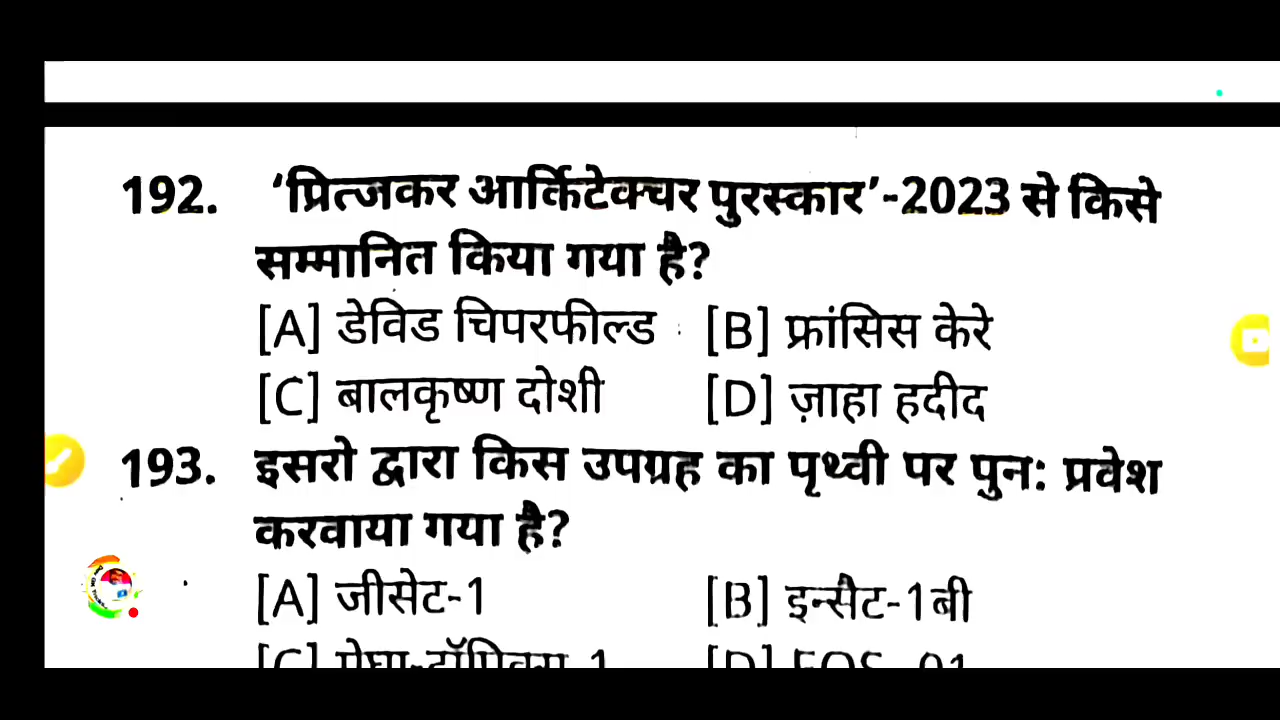 192. ‘प्रित्जकर आर्किटेक्चर पुरस्कार’-2023 से किसे
सम्मानित किया गया है?
[A] डेविड चिपरफील्ड [B] फ्रांसिस केरे
[C] बालकृष्ण दोशी [D] ज़ाहा हदीद
193. इसरो द्वारा किस उपग्रह का पृथ्वी पर पुन: प्रवेश
करवाया गया है?
[A] जीसेट-1 [B] इन्सैट-1बी